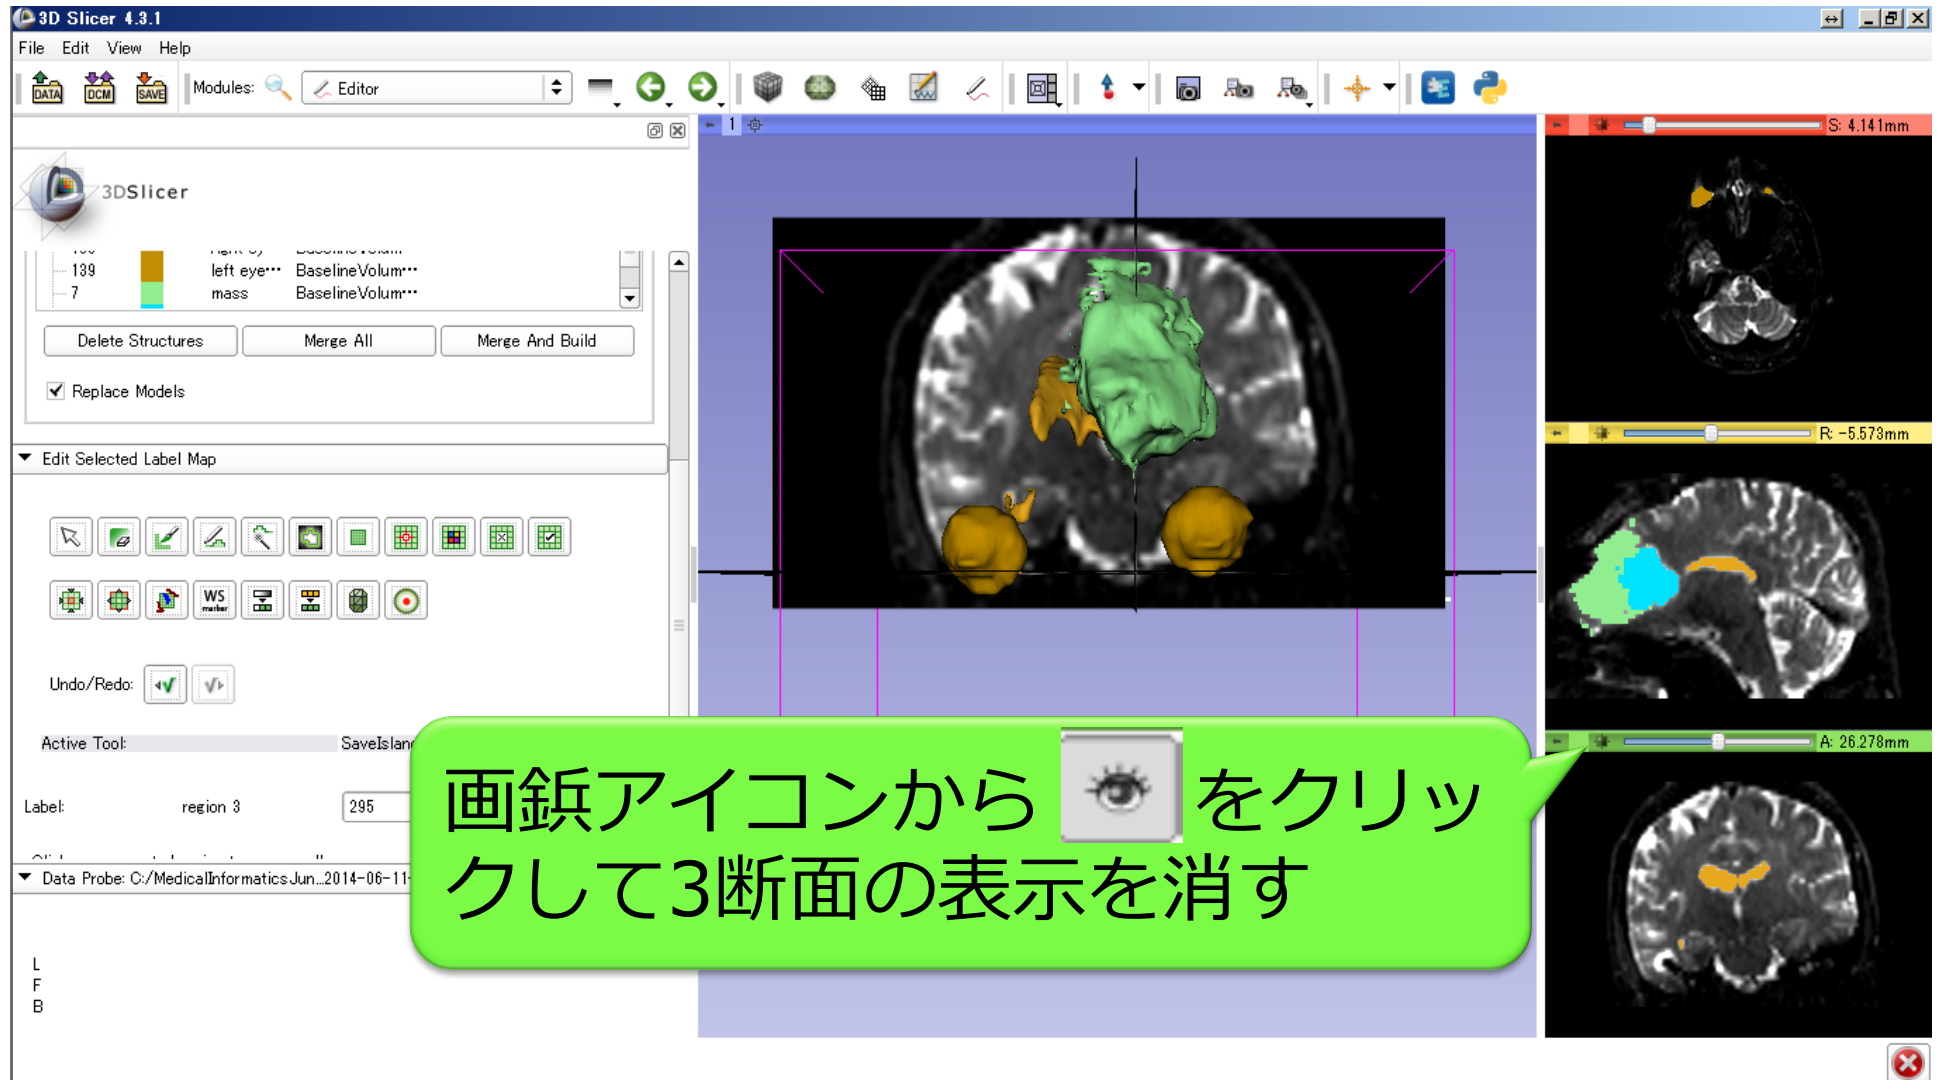 3D Slicer 4.3.1
File Edit View Help
DATA DCM SAVE Modules: Editor
1
S: 4.141mm
3DSlicer
139 left eye… BaselineVolum…
7 mass BaselineVolum…
Delete Structures Merge All Merge And Build
Replace Models
R: -5.573mm
Edit Selected Label Map
WS
marker
Undo/Redo:
Active Tool: SaveIslan
A: 26.278mm
Label: region 3 295
画鋲アイコンから をクリッ
クして3断面の表示を消す
Data Probe: C:/MedicalInformaticsJun...2014-06-11-
L
F
B